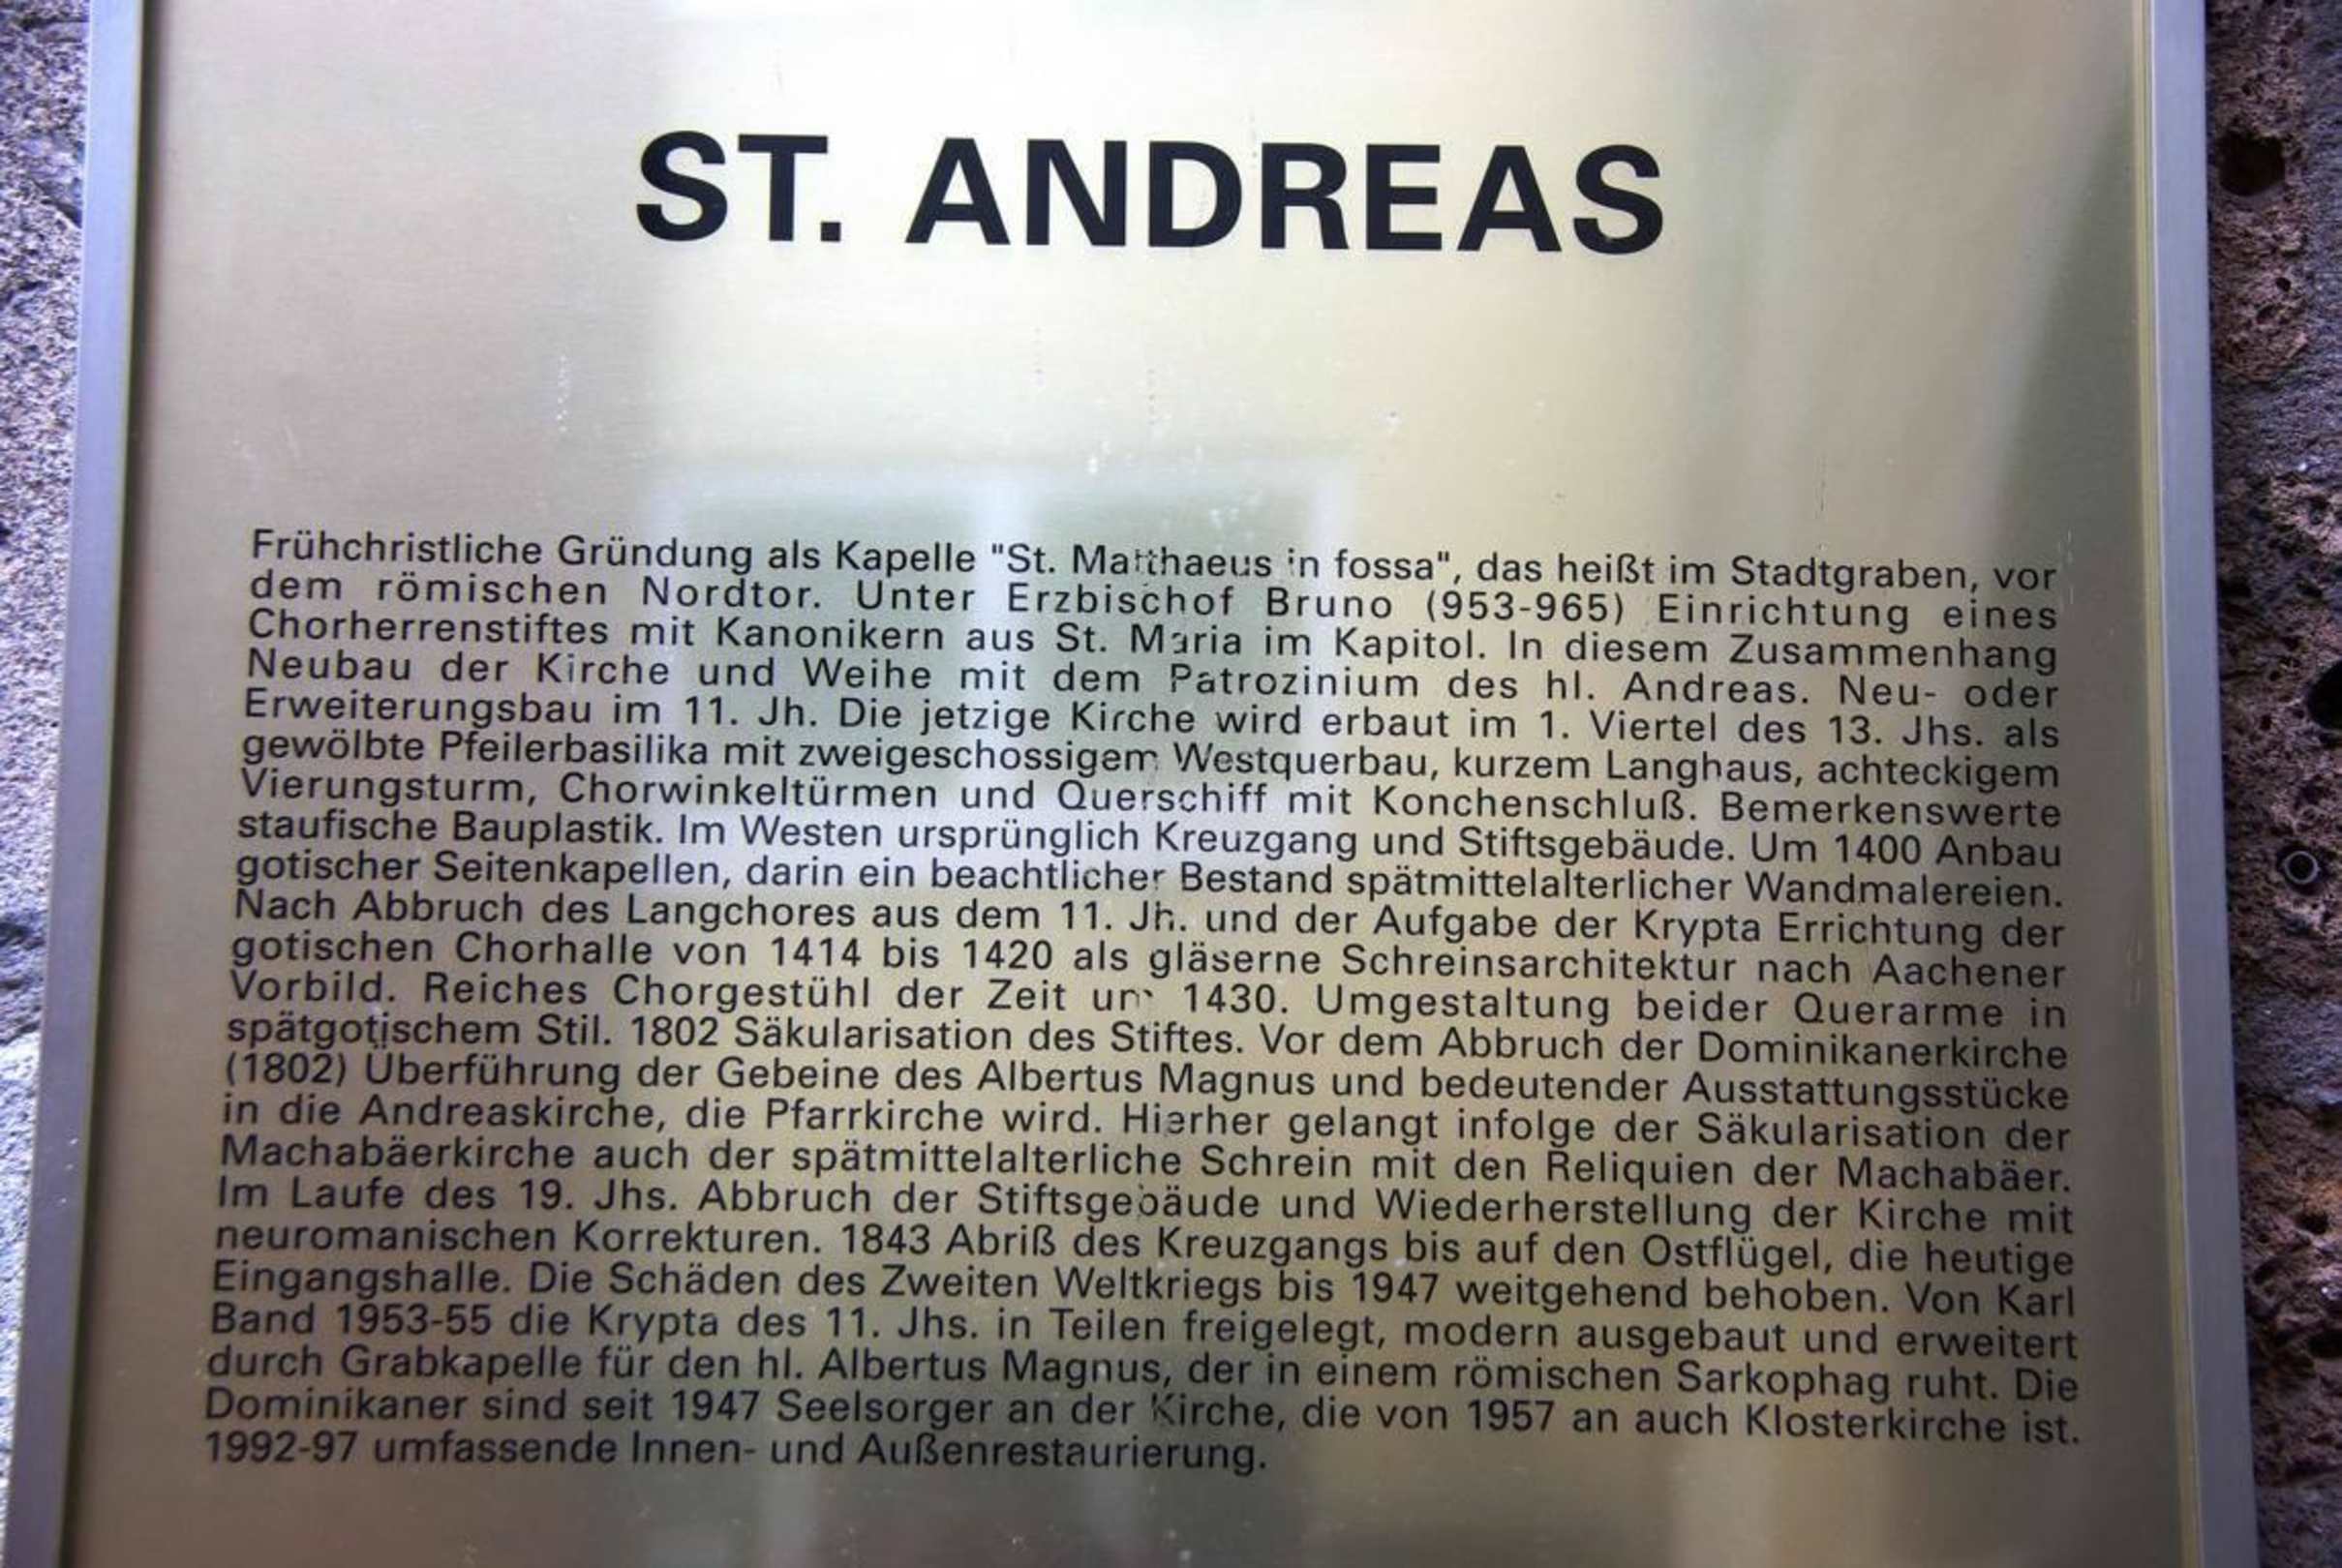 ST. ANDREAS
Frühchristliche Gründung als Kapelle "St. Matthaeus in fossa", das heißt im Stadtgraben, vor
dem römischen Nordtor. Unter Erzbischof Bruno (953-965) Einrichtung eines
Chorherrenstiftes mit Kanonikern aus St. Maria im Kapitol. In diesem Zusammenhang
Neubau der Kirche und Weihe mit dem Patrozinium des hl. Andreas. Neu- oder
Erweiterungsbau im 11. Jh. Die jetzige Kirche wird erbaut im 1. Viertel des 13. Jhs. als
gewölbte Pfeilerbasilika mit zweigeschossigem Westquerbau, kurzem Langhaus, achteckigem
Vierungsturm, Chorwinkeltürmen und Querschiff mit Konchenschluß. Bemerkenswerte
staufische Bauplastik. Im Westen ursprünglich Kreuzgang und Stiftsgebäude. Um 1400 Anbau
gotischer Seitenkapellen, darin ein beachtlicher Bestand spätmittelalterlicher Wandmalereien.
Nach Abbruch des Langchores aus dem 11. Jh. und der Aufgabe der Krypta Errichtung der
gotischen Chorhalle von 1414 bis 1420 als gläserne Schreinsarchitektur nach Aachener
Vorbild. Reiches Chorgestühl der Zeit um 1430. Umgestaltung beider Querarme in
spätgotischem Stil. 1802 Säkularisation des Stiftes. Vor dem Abbruch der Dominikanerkirche
(1802) Überführung der Gebeine des Albertus Magnus und bedeutender Ausstattungsstücke
in die Andreaskirche, die Pfarrkirche wird. Hierher gelangt infolge der Säkularisation der
Machabäerkirche auch der spätmittelalterliche Schrein mit den Reliquien der Machabäer.
Im Laufe des 19. Jhs. Abbruch der Stiftsgebäude und Wiederherstellung der Kirche mit
neuromanischen Korrekturen. 1843 Abriß des Kreuzgangs bis auf den Ostflügel, die heutige
Eingangshalle. Die Schäden des Zweiten Weltkriegs bis 1947 weitgehend behoben. Von Karl
Band 1953-55 die Krypta des 11. Jhs. in Teilen freigelegt, modern ausgebaut und erweitert
durch Grabkapelle für den hl. Albertus Magnus, der in einem römischen Sarkophag ruht. Die
Dominikaner sind seit 1947 Seelsorger an der Kirche, die von 1957 an auch Klosterkirche ist.
1992-97 umfassende Innen- und Außenrestaurierung.